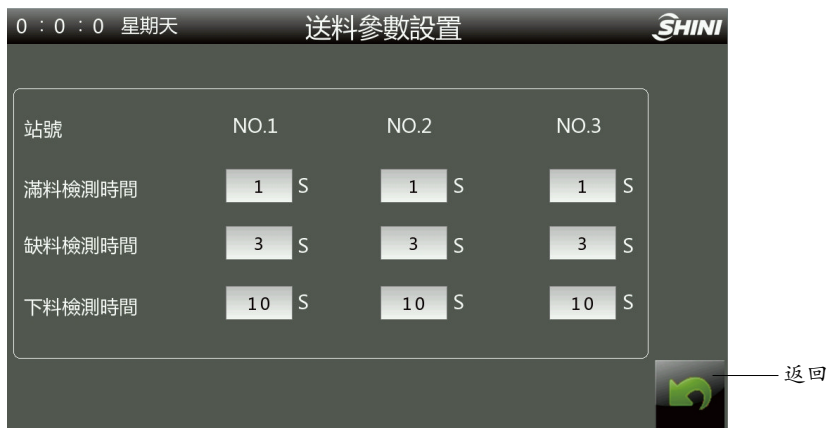 0 : 0 : 0 星期天 送料參數設置 SHINI
站號 NO.1 NO.2 NO.3
滿料檢測時間 1 S 1 S 1 S
缺料檢測時間 3 S 3 S 3 S
下料檢測時間 10 S 10 S 10 S
返回